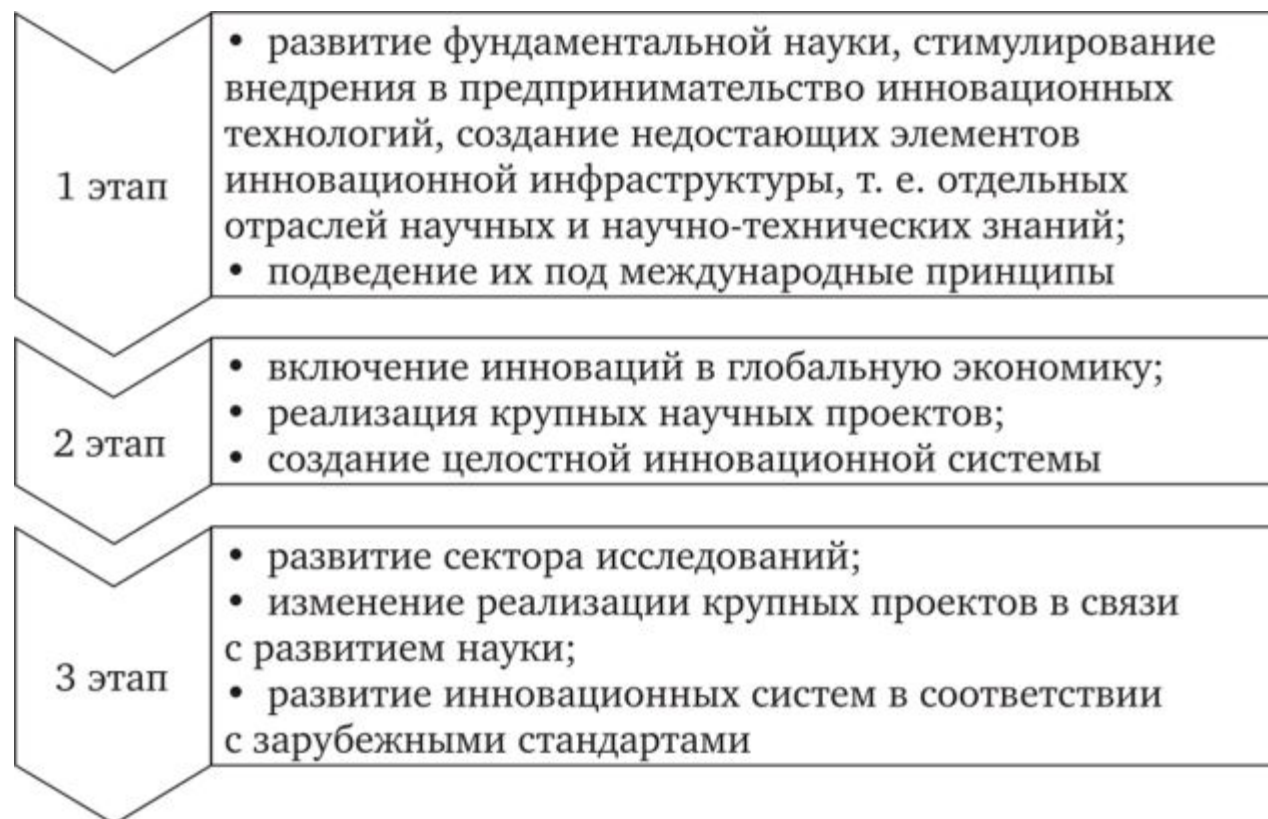 1 этап
• развитие фундаментальной науки, стимулирование
внедрения в предпринимательство инновационных
технологий, создание недостающих элементов
инновационной инфраструктуры, т. е. отдельных
отраслей научных и научно-технических знаний;
• подведение их под международные принципы
2 этап
• включение инноваций в глобальную экономику;
• реализация крупных научных проектов;
• создание целостной инновационной системы
3 этап
• развитие сектора исследований;
• изменение реализации крупных проектов в связи
с развитием науки;
• развитие инновационных систем в соответствии
с зарубежными стандартами